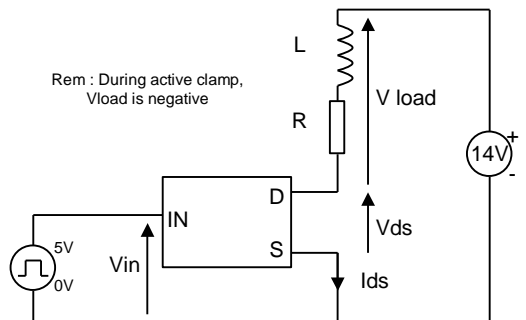 L
Rem : During active clamp,
Vload is negative
V load
R
+
14V
-
D
IN
Vds
S
5V
0V
Vin
Ids